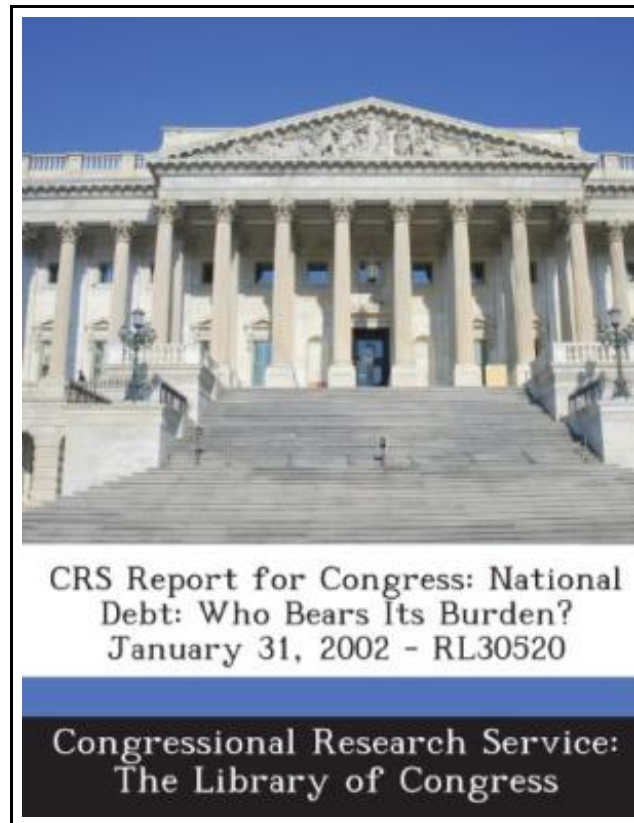 CRS Report for Congress: National
Debt: Who Bears Its Burden?
January 31, 2002 - RL30520
Congressional Research Service:
The Library of Congress